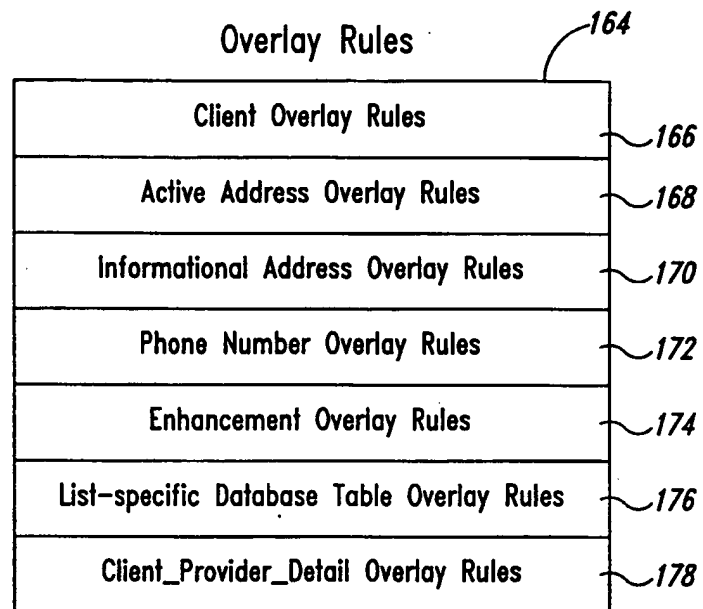 Overlay Rules
164
Client Overlay Rules
166
Active Address Overlay Rules
168
Informational Address Overlay Rules
170
Phone Number Overlay Rules
172
Enhancement Overlay Rules
174
List-specific Database Table Overlay Rules
176
Client_Provider_Detail Overlay Rules
178